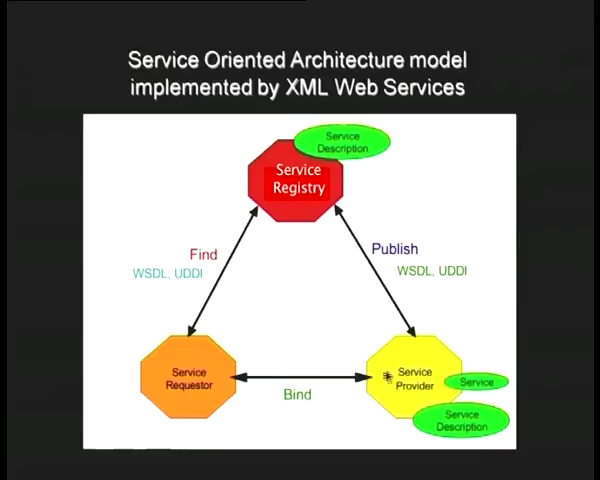 Service Oriented Architecture model
implemented by XML Web Services
Service
Description
Service
Registry
Find
WSDL, UDDI
Publish
WSDL, UDDI
Service
Requestor
Bind
Service
Provider
Service
Service
Description